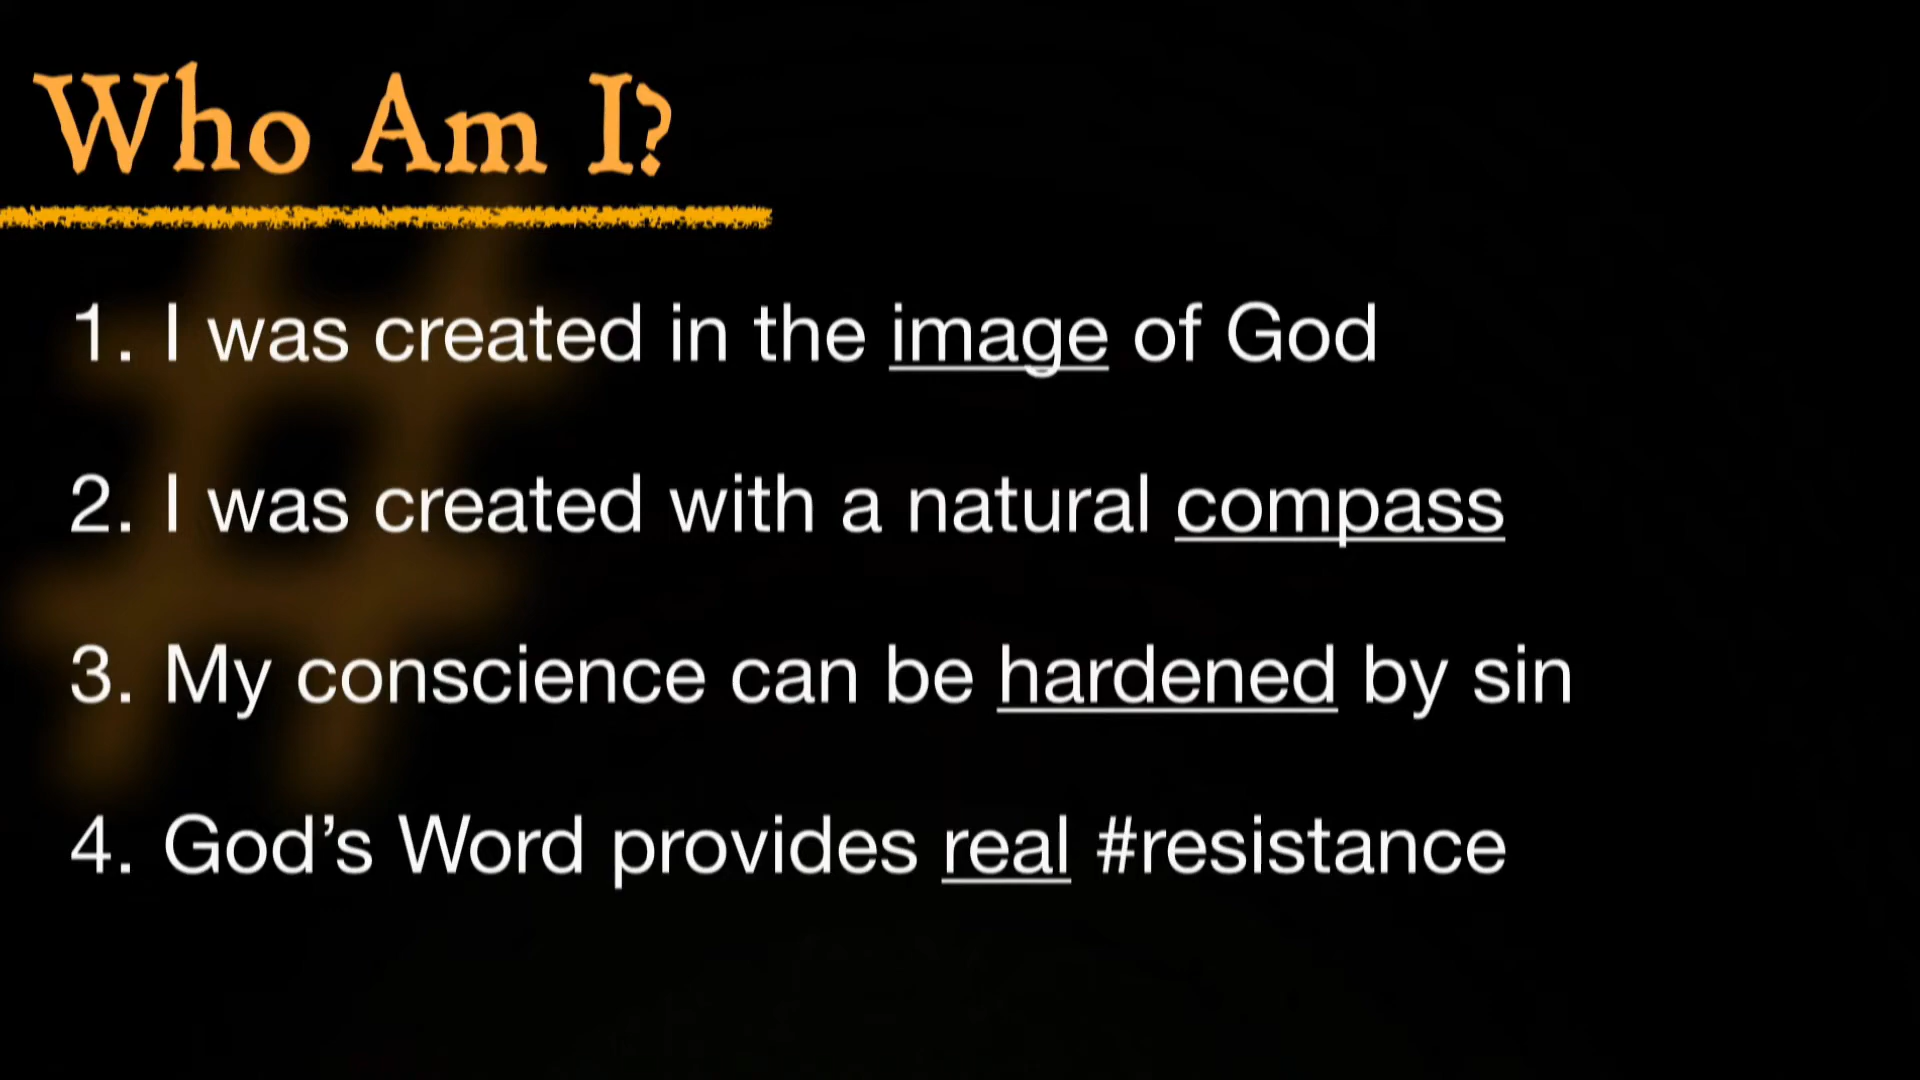 Who Am I?
1. I was created in the image of God
2. I was created with a natural compass
3. My conscience can be hardened by sin
4. God’s Word provides real #resistance